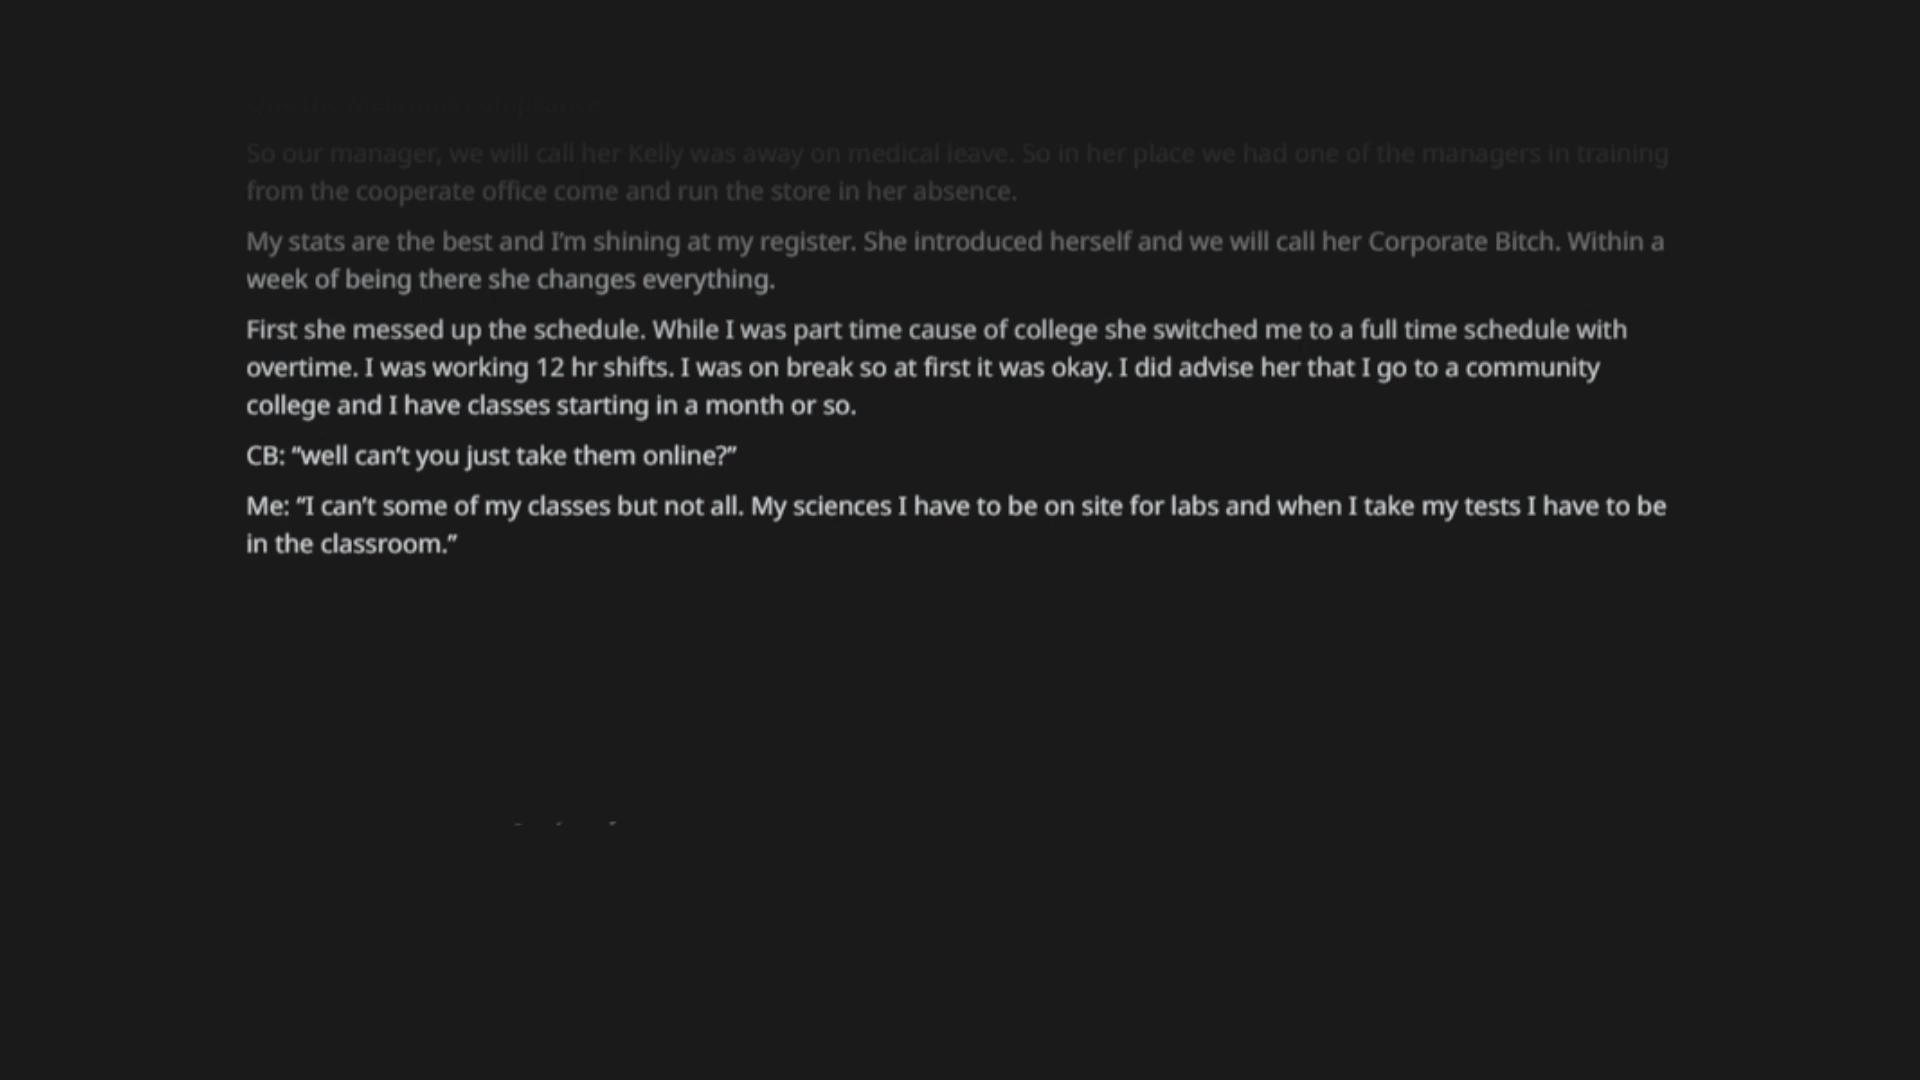 So our manager, we will call her Kelly was away on medical leave. So in her place we had one of the managers in training
from the cooperate office come and run the store in her absence.
My stats are the best and I'm shining at my register. She introduced herself and we will call her Corporate Bitch. Within a
week of being there she changes everything.
First she messed up the schedule. While I was part time cause of college she switched me to a full time schedule with
overtime. I was working 12 hr shifts. I was on break so at first it was okay. I did advise her that I go to a community
college and I have classes starting in a month or so.
CB: “well can't you just take them online?”
Me: “I can't some of my classes but not all. My sciences I have to be on site for labs and when I take my tests I have to be
in the classroom.”